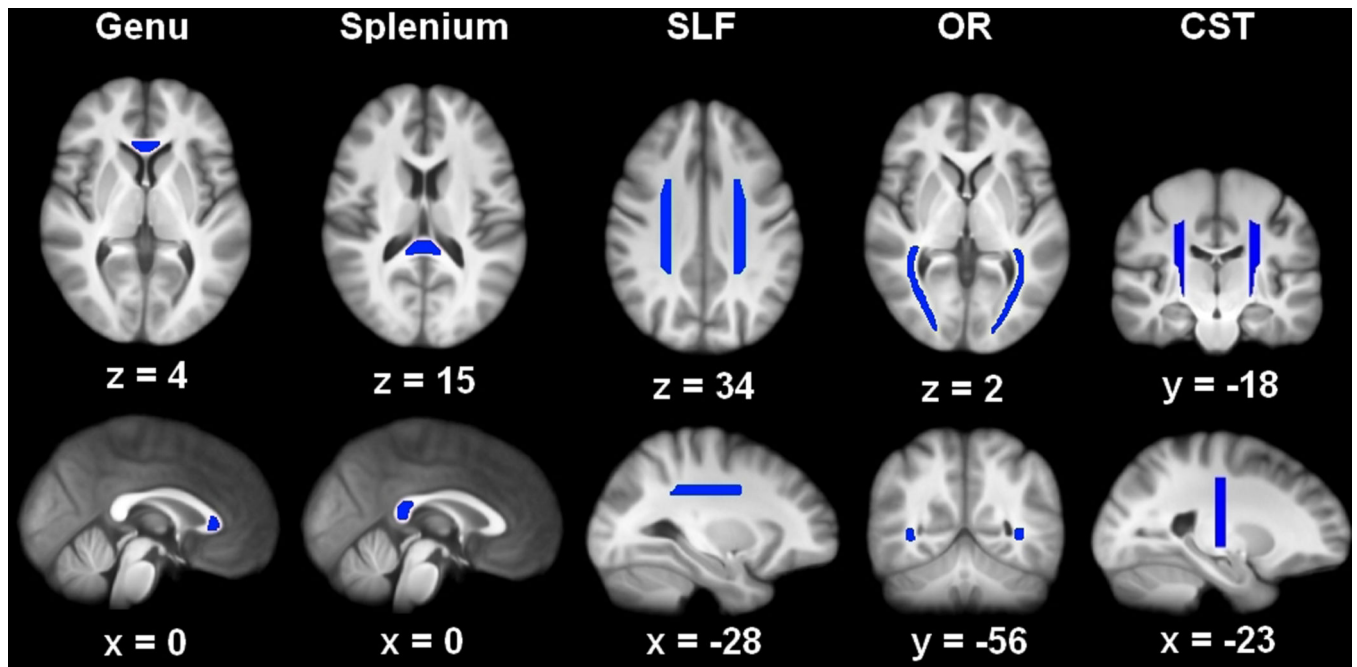 Genu Splenium SLF OR CST
z = 4 z = 15 z = 34 z = 2 y = -18
x = 0 x = 0 x = -28 y = -56 x = -23